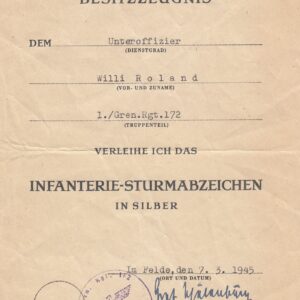 BESITZZEUGNIS
DEM
Unteroffizier
(DIENSTGRAD)
Willi Roland
(VOR- UND ZUNAME)
1./Gren.Rgt.172
(TRUPPENTEIL)
VERLEIHE ICH DAS
INFANTERIE-STURMABZEICHEN
IN SILBER
Im Felde, den 7. 3. 1945
(ORT UND DATUM)